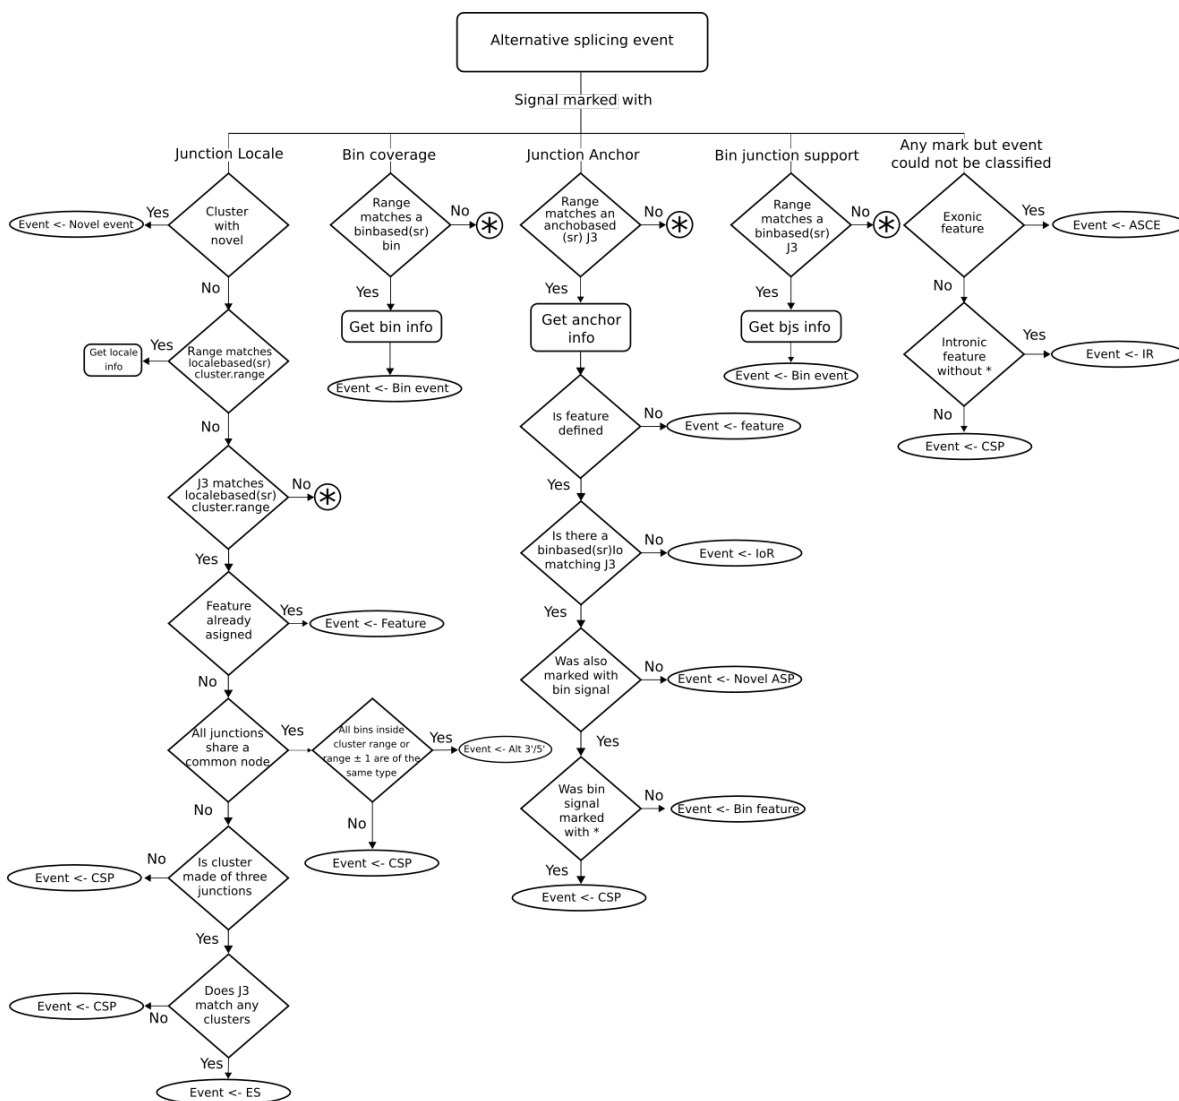 Alternative splicing event
Signal marked with
Junction Locale
Bin coverage
Junction Anchor
Bin junction support
Any mark but event
could not be classified
Cluster
with
novel
Yes
Event <- Novel event
No
Range matches
localebased(sr)
cluster.range
Yes
Get locale
info
No
J3 matches
localebased(sr)
cluster.range
No
*
Yes
Feature
already
asigned
Yes
Event <- Feature
No
All junctions
share a
common node
Yes
All bins inside
cluster range or
range ± 1 are of the
same type
Yes
Event <- Alt 3'/5'
No
Event <- CSP
No
Is cluster
made of three
junctions
No
Event <- CSP
Yes
Does J3
match any
clusters
No
Event <- CSP
Yes
Event <- ES
Range
matches a
binbased(sr)
bin
No
*
Yes
Get bin info
Event <- Bin event
Range
matches an
anchobased
(sr) J3
No
*
Yes
Get anchor
info
Is feature
defined
No
Event <- feature
Yes
Is there a
binbased(sr)Io
matching J3
No
Event <- IoR
Yes
Was also
marked with
bin signal
No
Event <- Novel ASP
Yes
Was bin
signal
marked
with *
No
Event <- Bin feature
Yes
Event <- CSP
Range
matches a
binbased(sr)
J3
No
*
Yes
Get bjs info
Event <- Bin event
Exonic
feature
Yes
Event <- ASCE
No
Intronic
feature
without *
Yes
Event <- IR
No
Event <- CSP